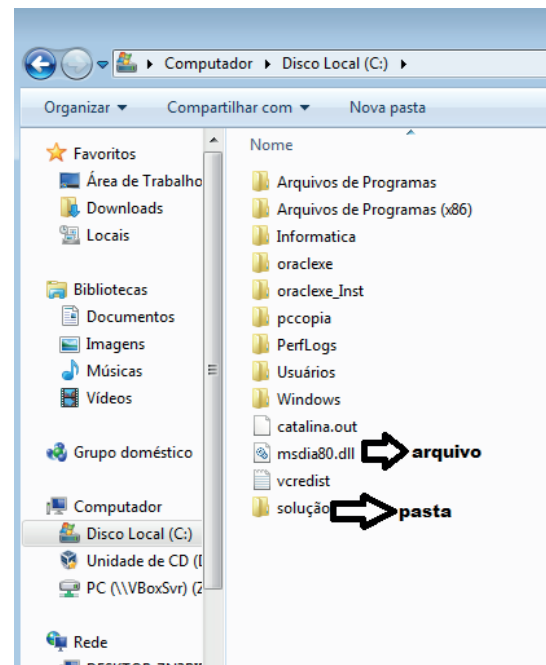 Computador ▸ Disco Local (C:) ▸
Organizar ▾ Compartilhar com ▾ Nova pasta
Favoritos
Área de Trabalho
Downloads
Locais
Bibliotecas
Documentos
Imagens
Músicas
Vídeos
Grupo doméstico
Computador
Disco Local (C:)
Unidade de CD (
PC (\\VBoxSvr) (Z
Rede
Nome
Arquivos de Programas
Arquivos de Programas (x86)
Informatica
oraclexe
oraclexe_Inst
pccopia
PerfLogs
Usuários
Windows
catalina.out
msdia80.dll arquivo
vcredist
solução pasta